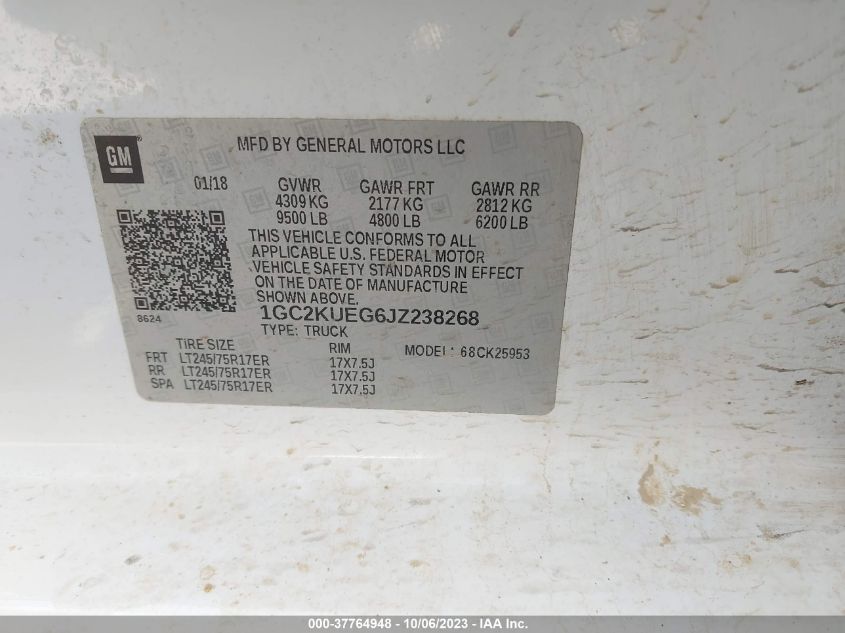 GM
MFD BY GENERAL MOTORS LLC
01/18 GVWR GAWR FRT GAWR RR
4309 KG 2177 KG 2812 KG
9500 LB 4800 LB 6200 LB
THIS VEHICLE CONFORMS TO ALL
APPLICABLE U.S. FEDERAL MOTOR
VEHICLE SAFETY STANDARDS IN EFFECT
ON THE DATE OF MANUFACTURE
SHOWN ABOVE.
8624 1GC2KUEG6JZ238268
TYPE: TRUCK
TIRE SIZE RIM MODEL: 68CK25953
FRT LT245/75R17ER 17X7.5J
RR LT245/75R17ER 17X7.5J
SPA LT245/75R17ER 17X7.5J
000-37764948 - 10/06/2023 - IAA Inc.